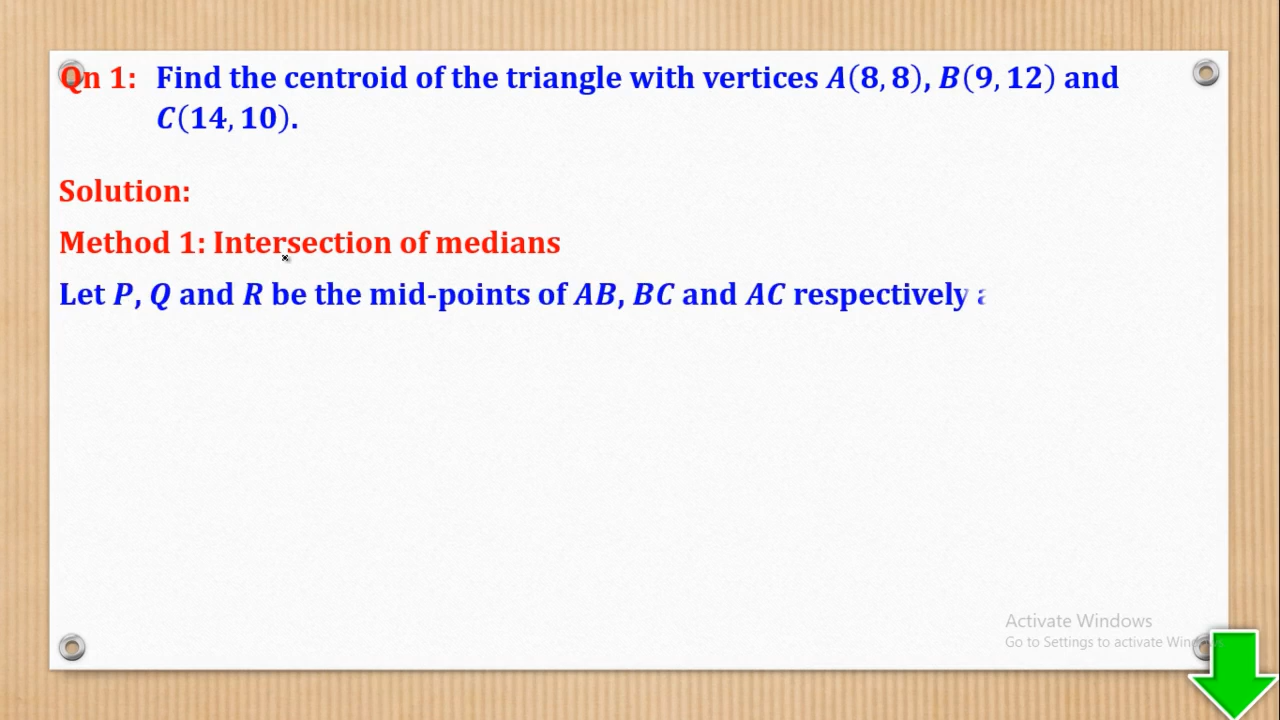 Qn 1: Find the centroid of the triangle with vertices A(8, 8), B(9, 12) and
C(14, 10).
Solution:
Method 1: Intersection of medians
Let P, Q and R be the mid-points of AB, BC and AC respectively
Activate Windows
Go to Settings to activate Windows